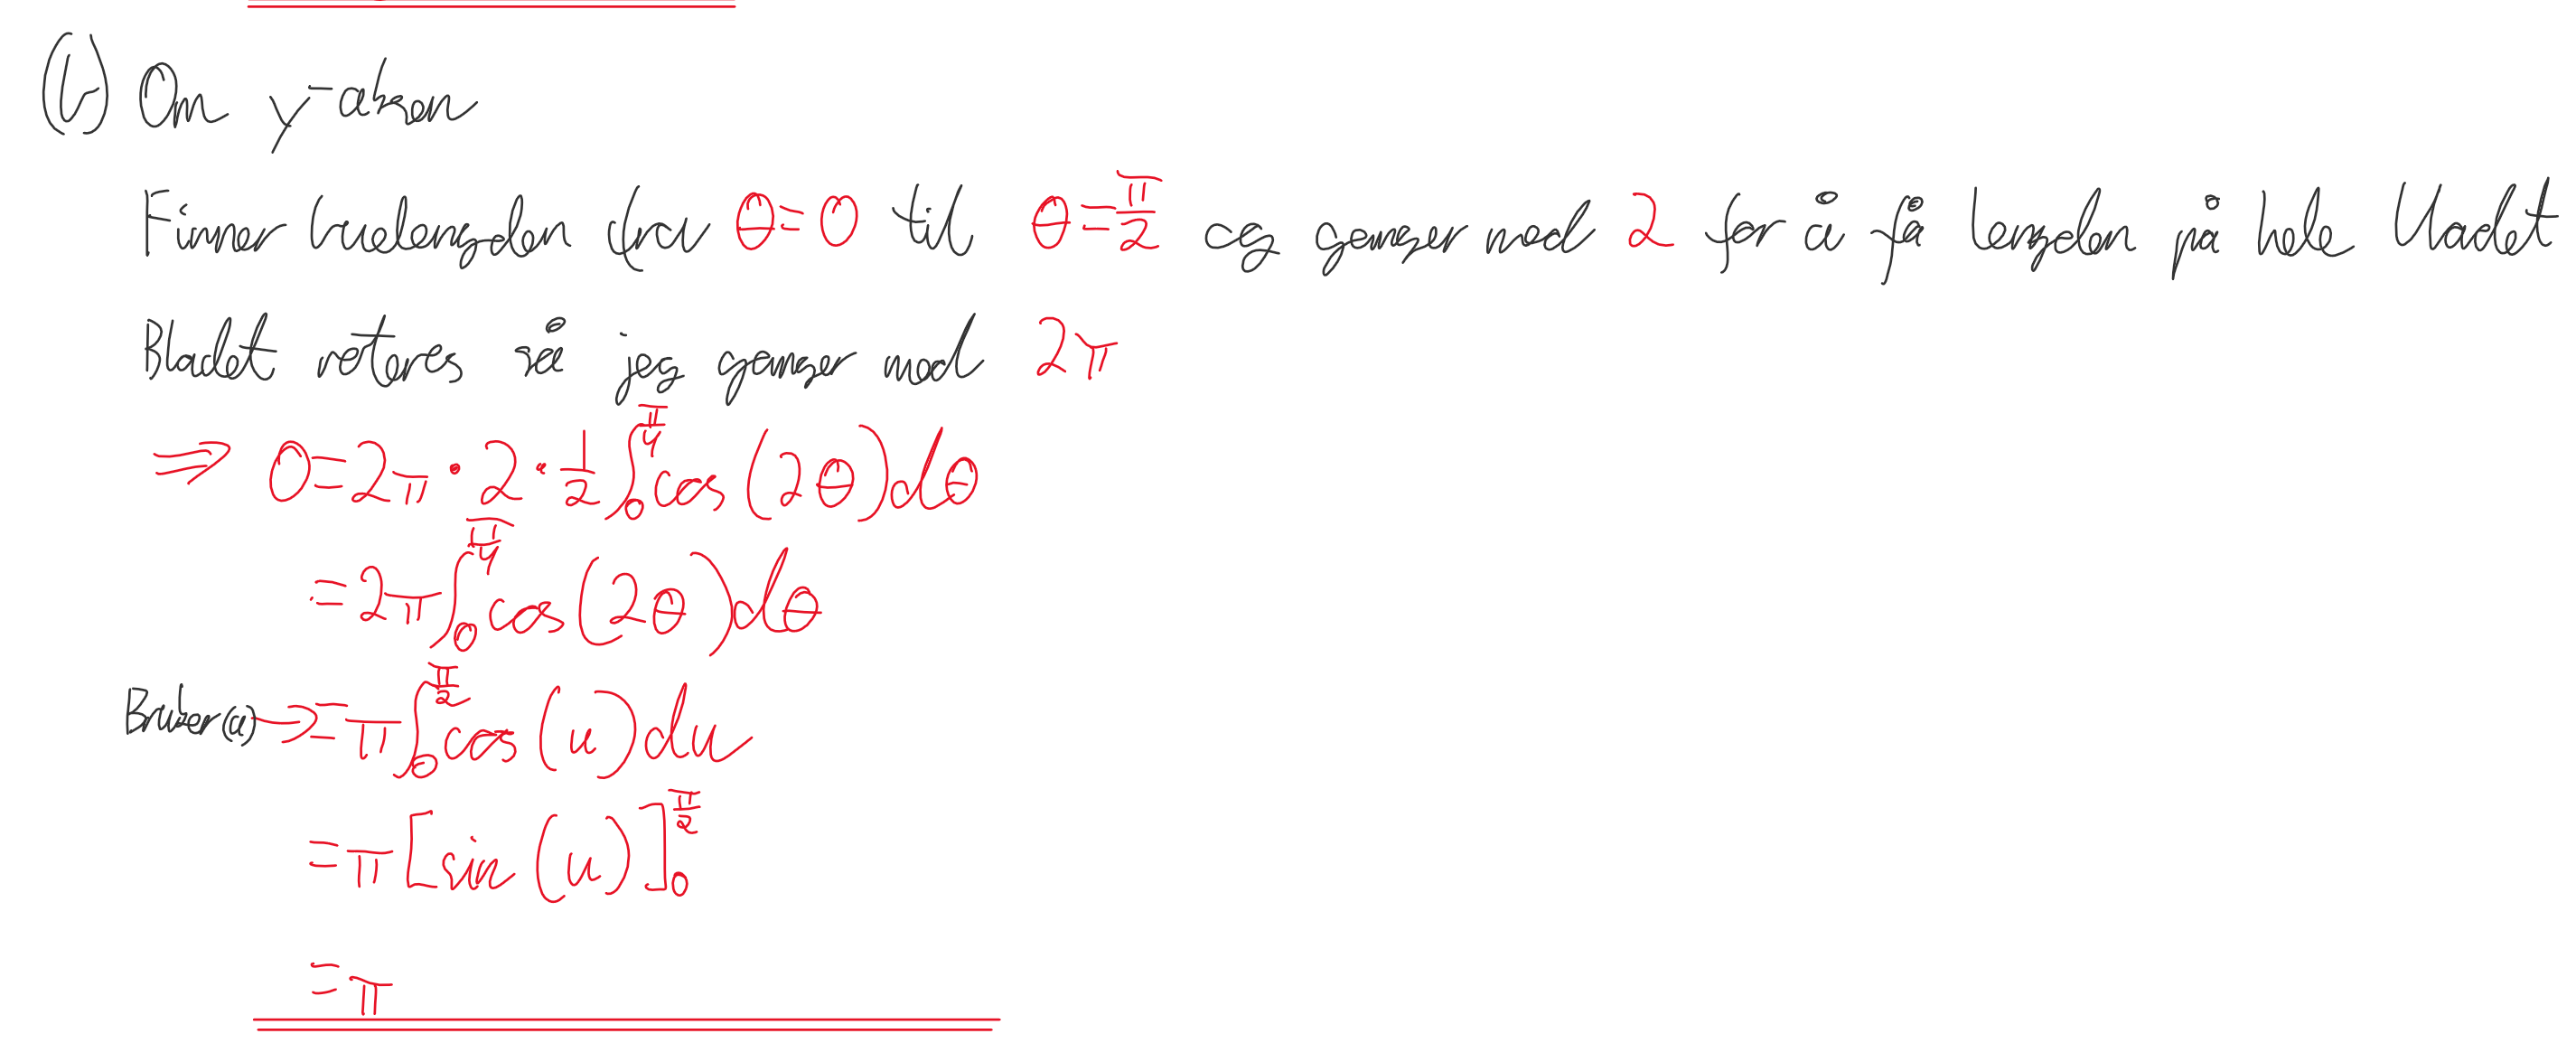 (b) Om y-aksen
Finner buelengden fra θ=0 til θ=π/2 og ganger med 2 for å få lengden på hele bladet
Bladet roteres så jeg ganger med 2π
⇒ O=2π·2·1/2∫₀^(π/4) cos(2θ)dθ
=2π∫₀^(π/4) cos(2θ)dθ
Bruker (a) → =π∫₀^(π/2) cos(u)du
=π[sin(u)]₀^(π/2)
=π